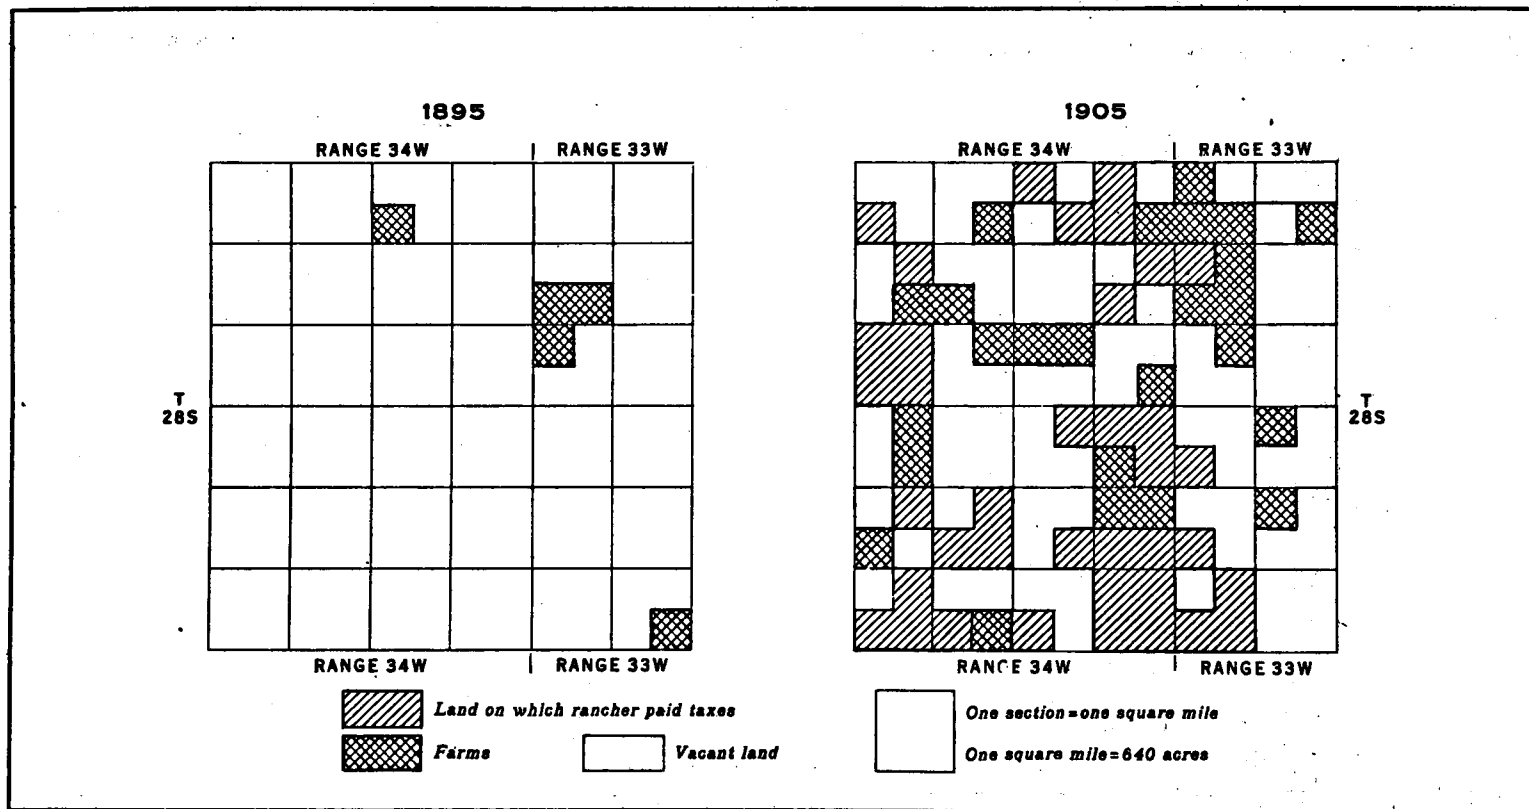 1895
1905
RANGE 34W | RANGE 33W
RANGE 34W | RANGE 33W
T
28S
T
28S
RANGE 34W | RANGE 33W
RANGE 34W | RANGE 33W
Land on which rancher paid taxes
Farms
Vacant land
One section=one square mile
One square mile=640 acres